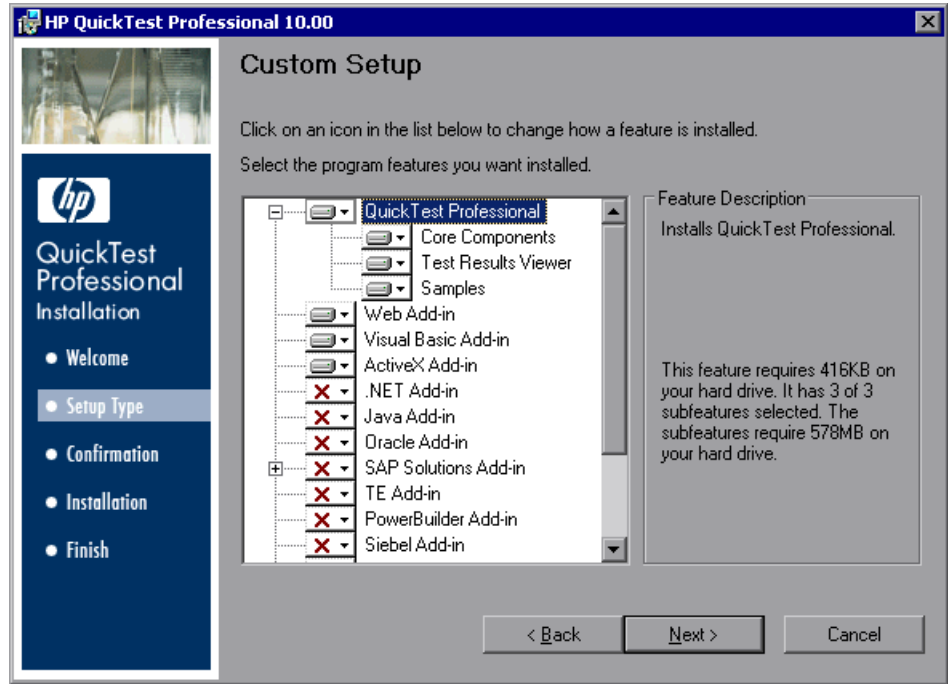 HP QuickTest Professional 10.00
hp
QuickTest
Professional
Installation
Welcome
Setup Type
Confirmation
Installation
Finish
Custom Setup
Click on an icon in the list below to change how a feature is installed.
Select the program features you want installed.
QuickTest Professional
Core Components
Test Results Viewer
Samples
Web Add-in
Visual Basic Add-in
ActiveX Add-in
.NET Add-in
Java Add-in
Oracle Add-in
SAP Solutions Add-in
TE Add-in
PowerBuilder Add-in
Siebel Add-in
Feature Description
Installs QuickTest Professional.
This feature requires 416KB on
your hard drive. It has 3 of 3
subfeatures selected. The
subfeatures require 578MB on
your hard drive.
< Back
Next >
Cancel